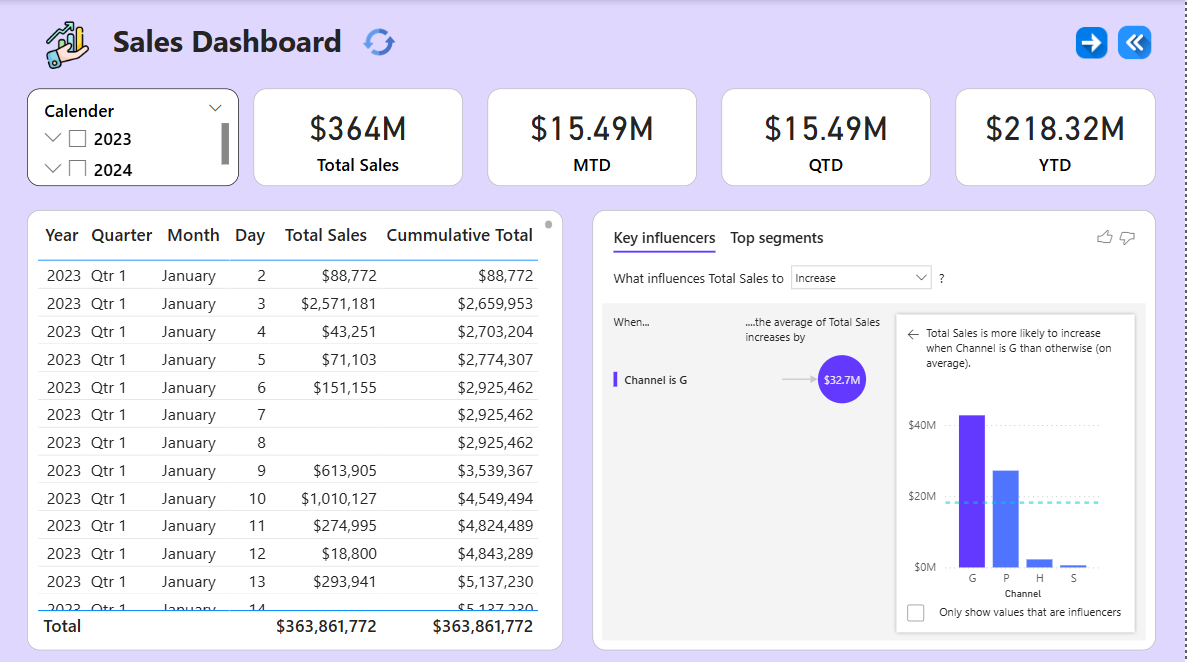 Sales Dashboard
Calender
2023
2024
$364M
Total Sales
$15.49M
MTD
$15.49M
QTD
$218.32M
YTD
Year Quarter Month Day Total Sales Cummulative Total
2023 Qtr 1 January 2 $88,772 $88,772
2023 Qtr 1 January 3 $2,571,181 $2,659,953
2023 Qtr 1 January 4 $43,251 $2,703,204
2023 Qtr 1 January 5 $71,103 $2,774,307
2023 Qtr 1 January 6 $151,155 $2,925,462
2023 Qtr 1 January 7 $2,925,462
2023 Qtr 1 January 8 $2,925,462
2023 Qtr 1 January 9 $613,905 $3,539,367
2023 Qtr 1 January 10 $1,010,127 $4,549,494
2023 Qtr 1 January 11 $274,995 $4,824,489
2023 Qtr 1 January 12 $18,800 $4,843,289
2023 Qtr 1 January 13 $293,941 $5,137,230
2023 Qtr 1 January 14 $5,137,230
Total $363,861,772 $363,861,772
Key influencers Top segments
What influences Total Sales to Increase ?
When...
....the average of Total Sales
increases by
Channel is G
$32.7M
Total Sales is more likely to increase
when Channel is G than otherwise (on
average).
$40M
$20M
$0M
G P H S
Channel
Only show values that are influencers